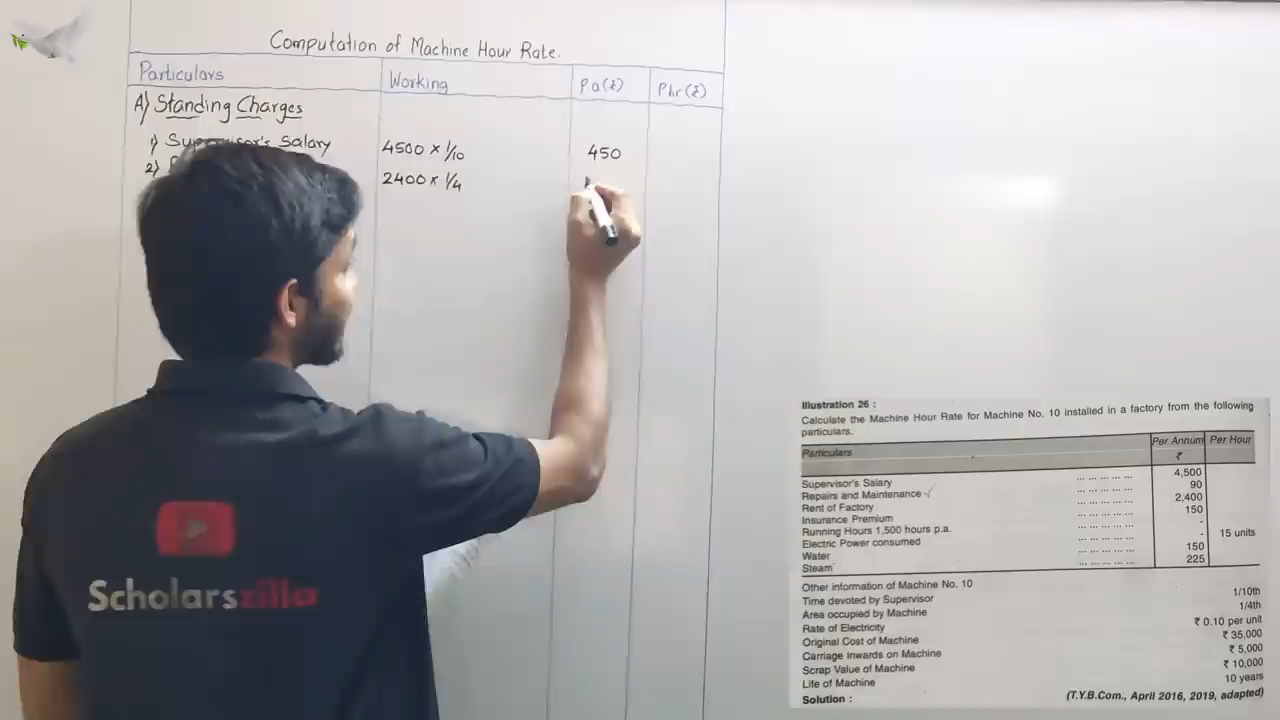 Computation of Machine Hour Rate.
Particulars Working Pa(₹) Phr(₹)
A) Standing Charges
1) Supervisor's Salary 4500 x 1/10 450
2) 2400 x 1/4
Illustration 26 :
Calculate the Machine Hour Rate for Machine No. 10 installed in a factory from the following
particulars.
Particulars Per Annum Per Hour
₹
Supervisor's Salary ... ... ... ... ... 4,500
Repairs and Maintenance ... ... ... ... ... 90
Rent of Factory ... ... ... ... ... 2,400
Insurance Premium ... ... ... ... ... 150
Running Hours 1,500 hours p.a. ... ... ... ... ... -
Electric Power consumed ... ... ... ... ... - 15 units
Water ... ... ... ... ... 150
Steam ... ... ... ... ... 225
Other information of Machine No. 10
Time devoted by Supervisor 1/10th
Area occupied by Machine 1/4th
Rate of Electricity ₹ 0.10 per unit
Original Cost of Machine ₹ 35,000
Carriage Inwards on Machine ₹ 5,000
Scrap Value of Machine ₹ 10,000
Life of Machine 10 years
Solution : (T.Y.B.Com., April 2016, 2019, adapted)
Scholarszilla